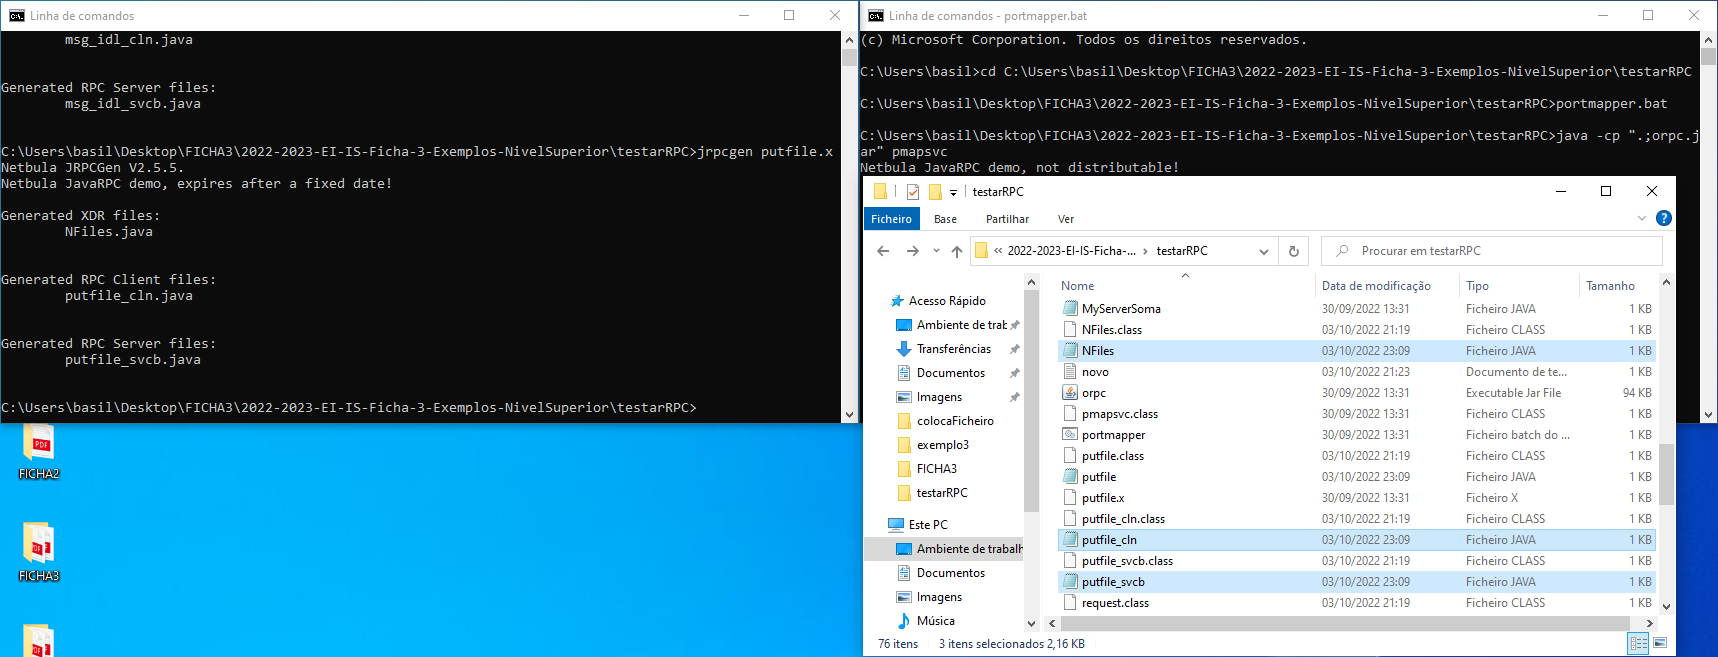 Linha de comandos
msg_idl_cln.java
Generated RPC Server files:
msg_idl_svcb.java
C:\Users\basil\Desktop\FICHA3\2022-2023-EI-IS-Ficha-3-Exemplos-NivelSuperior\testarRPC>jrpcgen putfile.x
Netbula JRPCGen V2.5.5.
Netbula JavaRPC demo, expires after a fixed date!
Generated XDR files:
NFiles.java
Generated RPC Client files:
putfile_cln.java
Generated RPC Server files:
putfile_svcb.java
C:\Users\basil\Desktop\FICHA3\2022-2023-EI-IS-Ficha-3-Exemplos-NivelSuperior\testarRPC>
FICHA2
FICHA3
Linha de comandos - portmapper.bat
(c) Microsoft Corporation. Todos os direitos reservados.
C:\Users\basil>cd C:\Users\basil\Desktop\FICHA3\2022-2023-EI-IS-Ficha-3-Exemplos-NivelSuperior\testarRPC
C:\Users\basil\Desktop\FICHA3\2022-2023-EI-IS-Ficha-3-Exemplos-NivelSuperior\testarRPC>portmapper.bat
C:\Users\basil\Desktop\FICHA3\2022-2023-EI-IS-Ficha-3-Exemplos-NivelSuperior\testarRPC>java -cp ".;orpc.j
ar" pmapsvc
Netbula JavaRPC demo, not distributable!
testarRPC
Ficheiro Base Partilhar Ver
« 2022-2023-EI-IS-Ficha-... > testarRPC
Procurar em testarRPC
Acesso Rápido
Ambiente de trat
Transferências
Documentos
Imagens
colocaFicheiro
exemplo3
FICHA3
testarRPC
Este PC
Ambiente de trabalh
Documentos
Imagens
Música
Nome Data de modificação Tipo Tamanho
MyServerSoma 30/09/2022 13:31 Ficheiro JAVA 1 KB
NFiles.class 03/10/2022 21:19 Ficheiro CLASS 1 KB
NFiles 03/10/2022 23:09 Ficheiro JAVA 1 KB
novo 03/10/2022 21:23 Documento de te... 1 KB
orpc 30/09/2022 13:31 Executable Jar File 94 KB
pmapsvc.class 30/09/2022 13:31 Ficheiro CLASS 1 KB
portmapper 30/09/2022 13:31 Ficheiro batch do ... 1 KB
putfile.class 03/10/2022 21:19 Ficheiro CLASS 1 KB
putfile 03/10/2022 23:09 Ficheiro JAVA 1 KB
putfile.x 30/09/2022 13:31 Ficheiro X 1 KB
putfile_cln.class 03/10/2022 21:19 Ficheiro CLASS 1 KB
putfile_cln 03/10/2022 23:09 Ficheiro JAVA 1 KB
putfile_svcb.class 03/10/2022 21:19 Ficheiro CLASS 1 KB
putfile_svcb 03/10/2022 23:09 Ficheiro JAVA 1 KB
request.class 03/10/2022 21:19 Ficheiro CLASS 1 KB
76 itens 3 itens selecionados 2,16 KB